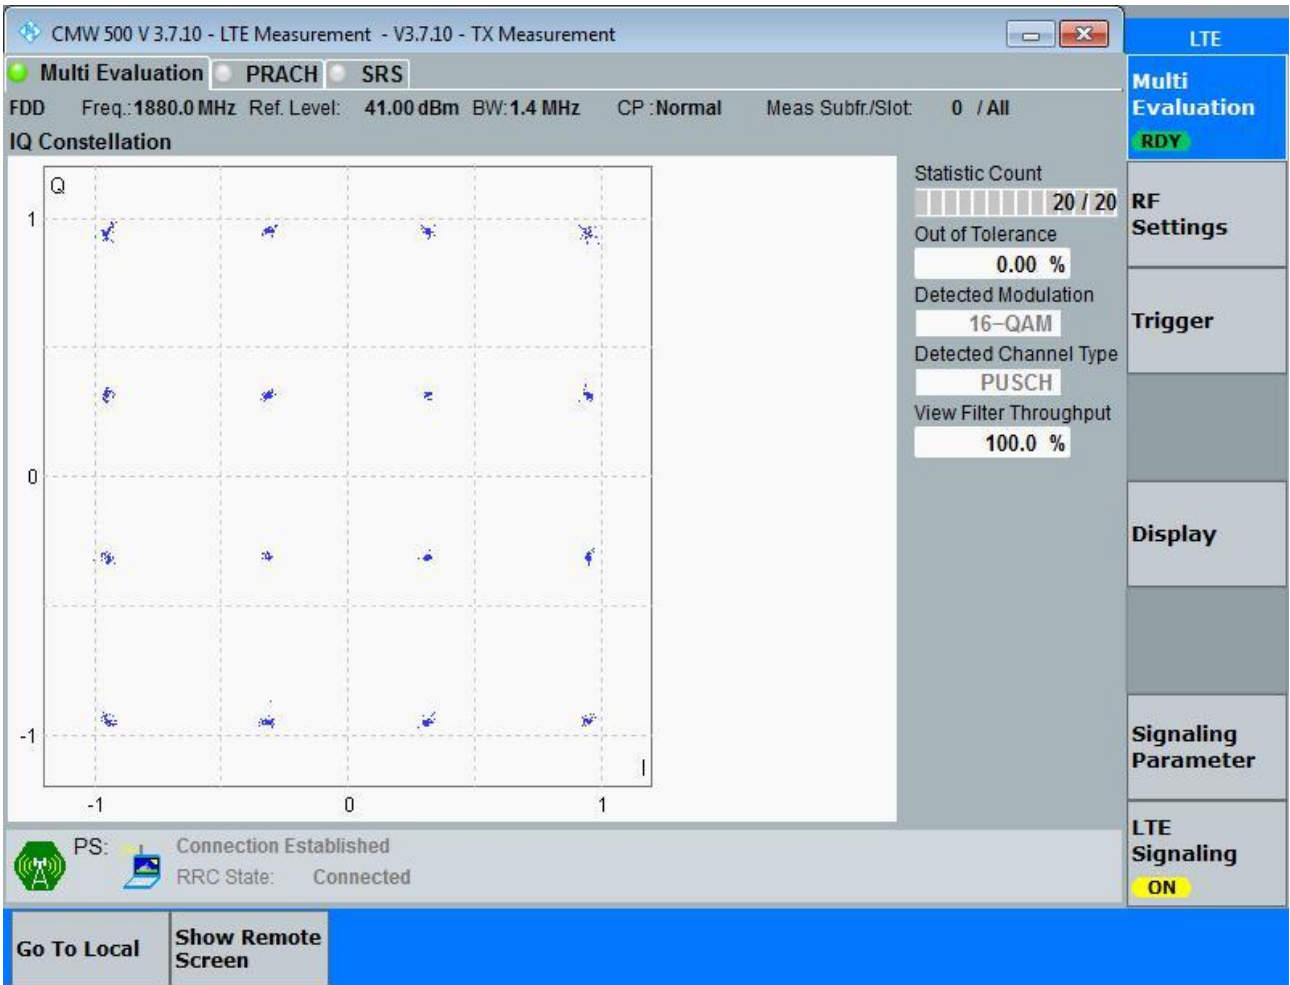 CMW 500 V 3.7.10 - LTE Measurement - V3.7.10 - TX Measurement
LTE
Multi Evaluation PRACH SRS
FDD Freq.:1880.0 MHz Ref. Level: 41.00 dBm BW:1.4 MHz CP :Normal Meas Subfr./Slot: 0 / All
IQ Constellation
Q
1
0
-1
I
-1 0 1
Statistic Count
20 / 20
Out of Tolerance
0.00 %
Detected Modulation
16-QAM
Detected Channel Type
PUSCH
View Filter Throughput
100.0 %
Multi
Evaluation
RDY
RF
Settings
Trigger
Display
Signaling
Parameter
LTE
Signaling
ON
PS: Connection Established
RRC State: Connected
Go To Local
Show Remote
Screen